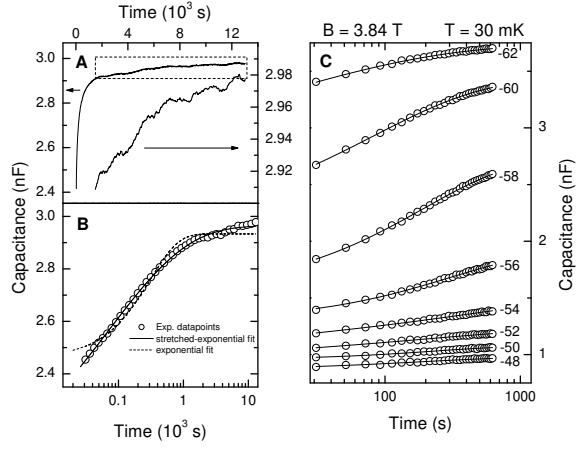 Time (10³ s)
0 4 8 12
B = 3.84 T T = 30 mK
A
3.0
2.9
2.8
2.6
2.4
2.98
2.96
2.94
2.92
Capacitance (nF)
B
3.0
2.8
2.6
2.4
Exp. datapoints
stretched-exponential fit
exponential fit
0.1 1 10
Time (10³ s)
C
-62
-60
-58
-56
-54
-52
-50
-48
3
2
1
Capacitance (nF)
100 1000
Time (s)